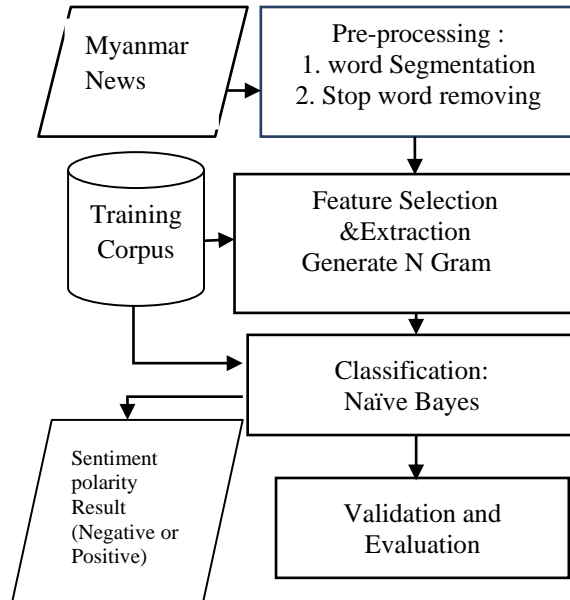 Myanmar
News
Pre-processing :
1. word Segmentation
2. Stop word removing
Training
Corpus
Feature Selection
&Extraction
Generate N Gram
Classification:
Naïve Bayes
Sentiment
polarity
Result
(Negative or
Positive)
Validation and
Evaluation